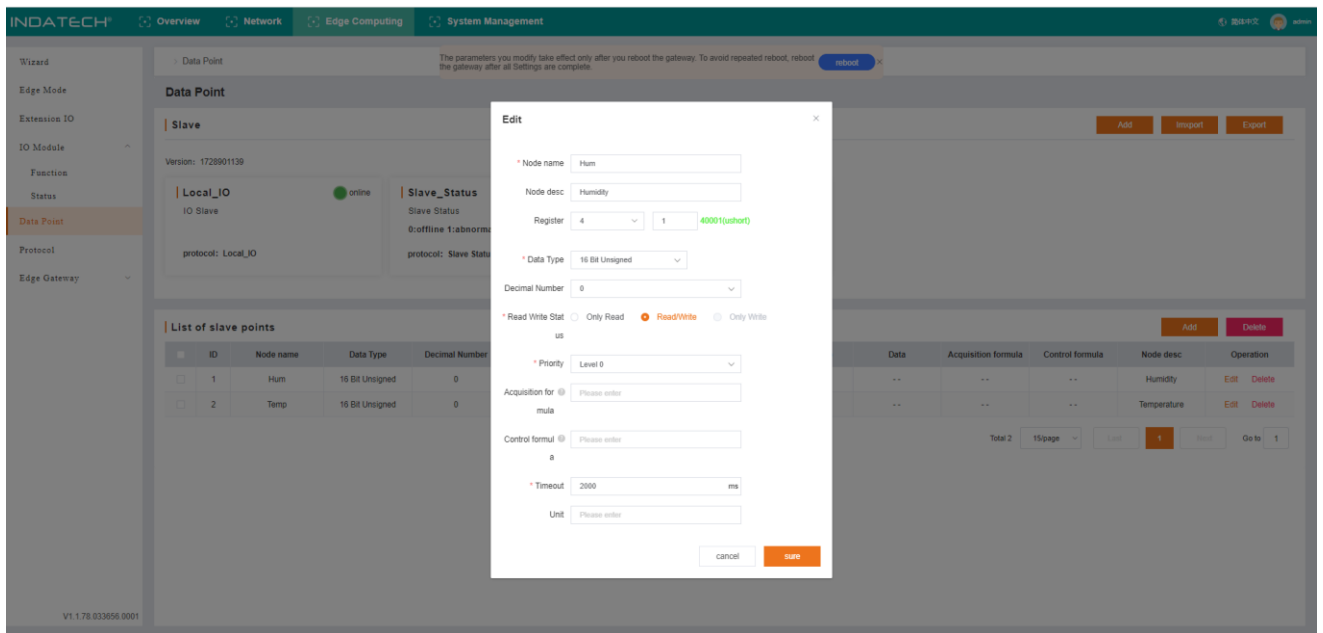 INDATECH® Overview Network Edge Computing System Management 简体中文 admin
Wizard
Edge Mode
Extension IO
IO Module
Function
Status
Data Point
Protocol
Edge Gateway
V1.1.78.033656.0001
> Data Point
The parameters you modify take effect only after you reboot the gateway. To avoid repeated reboot, reboot
the gateway after all Settings are complete.
reboot
Data Point
Slave
Add Imxport Export
Version: 1728901139
Local_IO online
IO Slave
protocol: Local_IO
Slave_Status
Slave Status
0:offline 1:abnorma
protocol: Slave Statu
List of slave points
Add Delete
ID Node name Data Type Decimal Number Data Acquisition formula Control formula Node desc Operation
1 Hum 16 Bit Unsigned 0 -- -- -- Humidity Edit Delete
2 Temp 16 Bit Unsigned 0 -- -- -- Temperature Edit Delete
Total 2 15/page Last 1 Next Go to 1
Edit
* Node name Hum
Node desc Humidity
Register 4 1 40001(ushort)
* Data Type 16 Bit Unsigned
Decimal Number 0
* Read Write Stat Only Read Read/Write Only Write
us
* Priority Level 0
Acquisition for Please enter
mula
Control formul Please enter
a
* Timeout 2000 ms
Unit Please enter
cancel sure